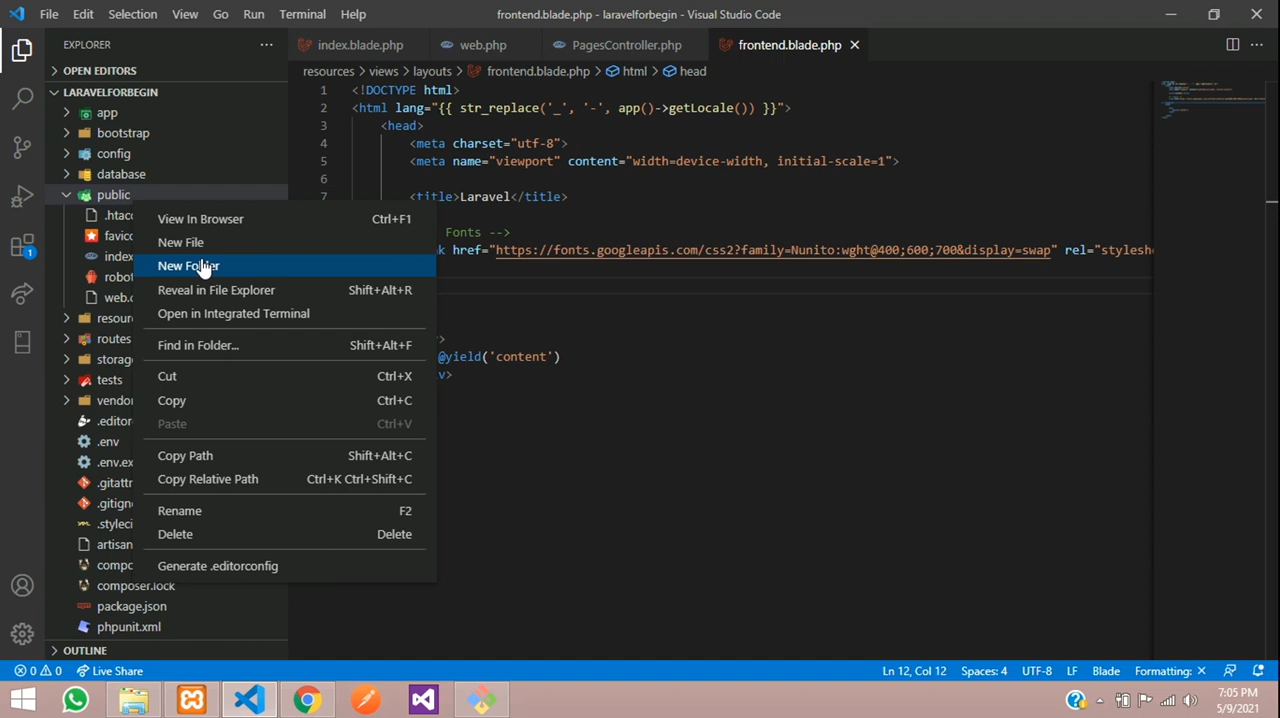 File Edit Selection View Go Run Terminal Help
frontend.blade.php - laravelforbegin - Visual Studio Code
EXPLORER
index.blade.php
web.php
PagesController.php
frontend.blade.php
OPEN EDITORS
resources > views > layouts > frontend.blade.php > html > head
LARAVELFORBEGIN
app
bootstrap
config
database
public
.htac
favico
index
robot
web.c
resour
routes
storag
tests
vendor
.editor
.env
.env.ex
.gitattr
.gitign
.styleci
artisan
compo
composer.lock
package.json
phpunit.xml
OUTLINE
View In Browser Ctrl+F1
New File
New Folder
Reveal in File Explorer Shift+Alt+R
Open in Integrated Terminal
Find in Folder... Shift+Alt+F
Cut Ctrl+X
Copy Ctrl+C
Paste Ctrl+V
Copy Path Shift+Alt+C
Copy Relative Path Ctrl+K Ctrl+Shift+C
Rename F2
Delete Delete
Generate .editorconfig
1 <!DOCTYPE html>
2 <html lang="{{ str_replace('_', '-', app()->getLocale()) }}">
3 <head>
4 <meta charset="utf-8">
5 <meta name="viewport" content="width=device-width, initial-scale=1">
6
7 <title>Laravel</title>
Fonts -->
k href="https://fonts.googleapis.com/css2?family=Nunito:wght@400;600;700&display=swap" rel="styleshe
>
@yield('content')
v>
0 0
Live Share
Ln 12, Col 12
Spaces: 4
UTF-8
LF
Blade
Formatting: ×
1
7:05 PM
5/9/2021